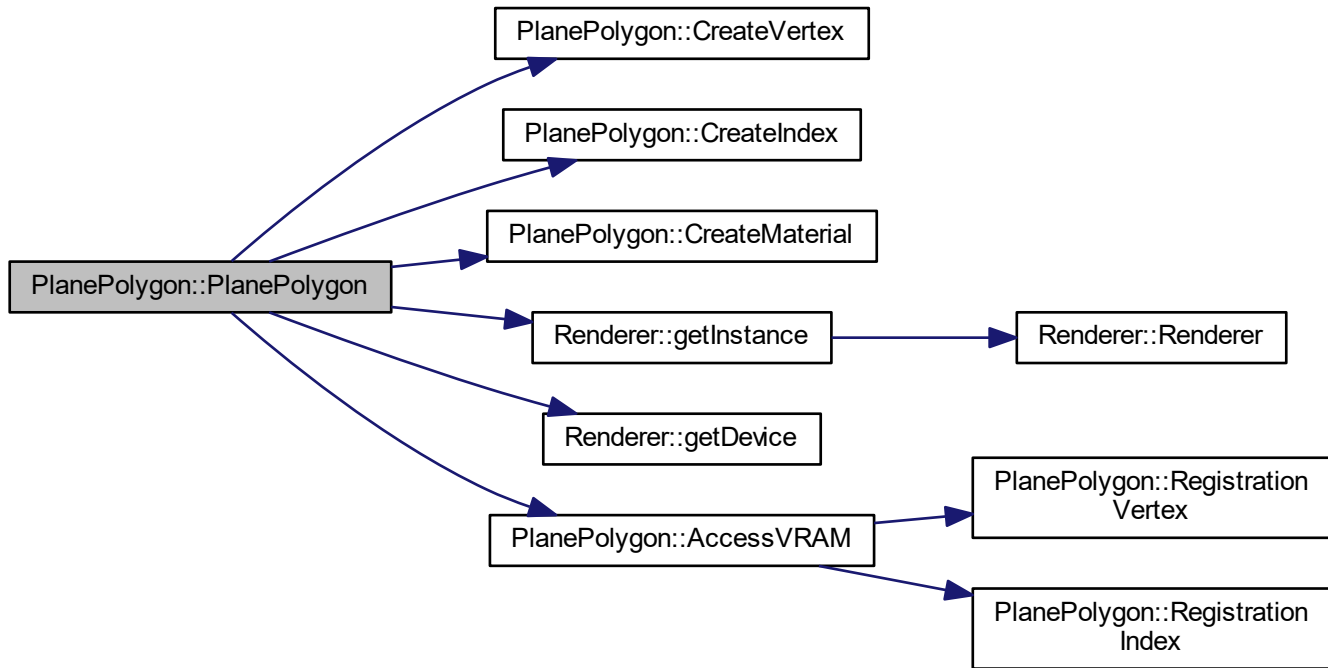 PlanePolygon::CreateVertex
PlanePolygon::CreateIndex
PlanePolygon::CreateMaterial
PlanePolygon::PlanePolygon
Renderer::getInstance
Renderer::Renderer
Renderer::getDevice
PlanePolygon::AccessVRAM
PlanePolygon::Registration
Vertex
PlanePolygon::Registration
Index